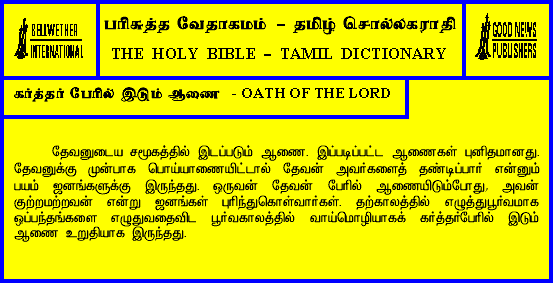 BELLWETHER
INTERNATIONAL
பரிசுத்த வேதாகமம் – தமிழ் சொல்லகராதி
THE HOLY BIBLE – TAMIL DICTIONARY
GOOD NEWS
PUBLISHERS
கர்த்தர் பேரில் இடும் ஆணை - OATH OF THE LORD
தேவனுடைய சமுகத்தில் இடப்படும் ஆணை. இப்படிப்பட்ட ஆணைகள் புனிதமானது.
தேவனுக்கு முன்பாக பொய்யாணையிட்டால் தேவன் அவர்களைத் தண்டிப்பார் என்னும்
பயம் ஜனங்களுக்கு இருந்தது. ஒருவன் தேவன் பேரில் ஆணையிடும்போது, அவன்
குற்றமற்றவன் என்று ஜனங்கள் புரிந்துகொள்வார்கள். தற்காலத்தில் எழுத்துபூர்வமாக
ஒப்பந்தங்களை எழுதுவதைவிட பூர்வகாலத்தில் வாய்மொழியாகக் கர்த்தர்பேரில் இடும்
ஆணை உறுதியாக இருந்தது.